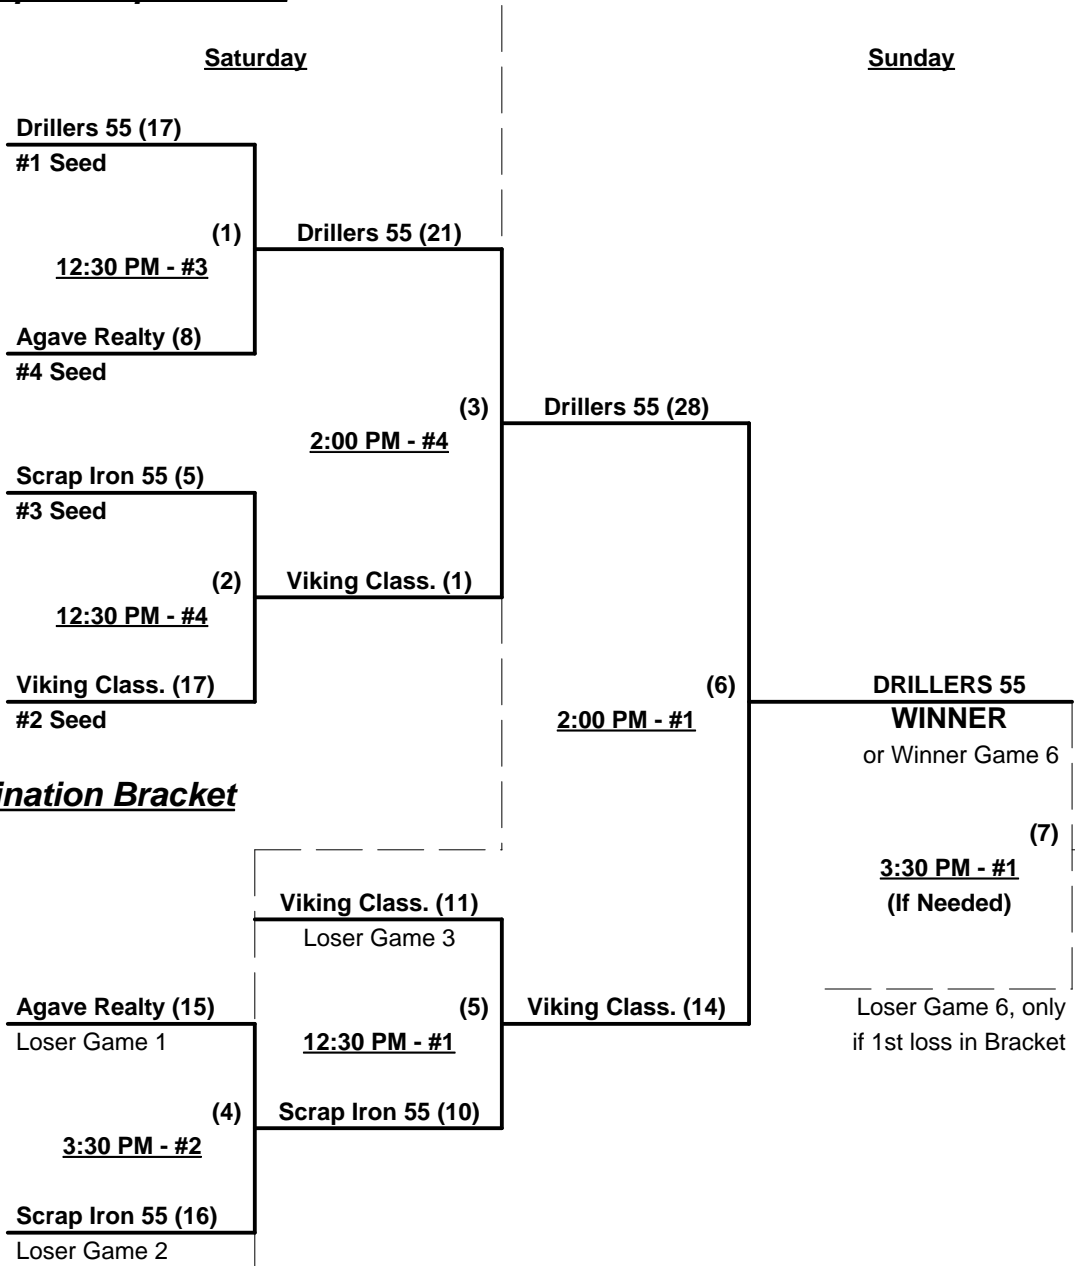 Saturday
Sunday
Drillers 55 (17)
#1 Seed
(1)
Drillers 55 (21)
12:30 PM - #3
Agave Realty (8)
#4 Seed
(3)
Drillers 55 (28)
2:00 PM - #4
Scrap Iron 55 (5)
#3 Seed
(2)
Viking Class. (1)
12:30 PM - #4
Viking Class. (17)
#2 Seed
(6)
2:00 PM - #1
DRILLERS 55
WINNER
or Winner Game 6
ination Bracket
(7)
3:30 PM - #1
(If Needed)
Viking Class. (11)
Loser Game 3
Agave Realty (15)
Loser Game 1
(5)
Viking Class. (14)
12:30 PM - #1
Loser Game 6, only
if 1st loss in Bracket
(4)
Scrap Iron 55 (10)
3:30 PM - #2
Scrap Iron 55 (16)
Loser Game 2